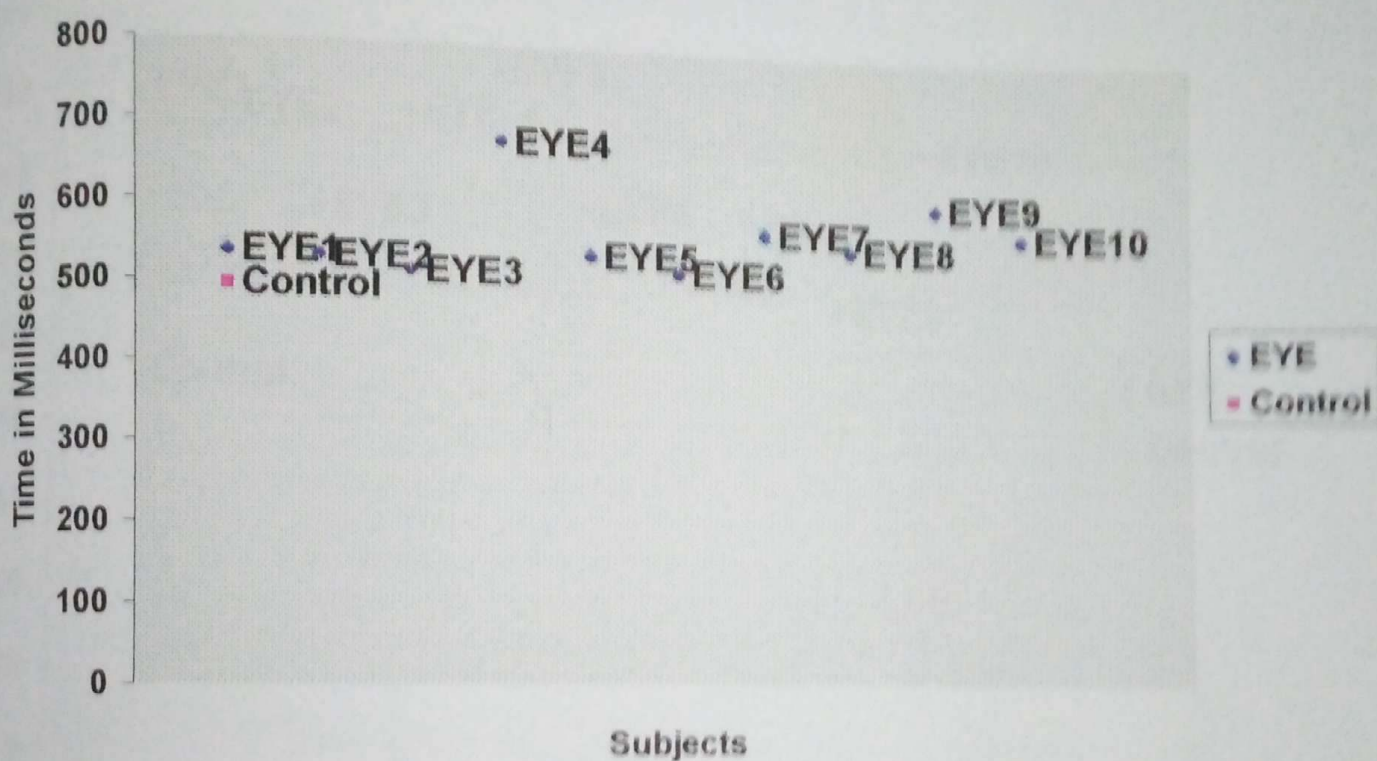 800
700
600
500
400
300
200
100
0
Time in Milliseconds
EYE4
EYE9
EYE1
EYE2
EYE3
EYE5
EYE6
EYE7
EYE8
EYE10
Control
EYE
Control
Subjects